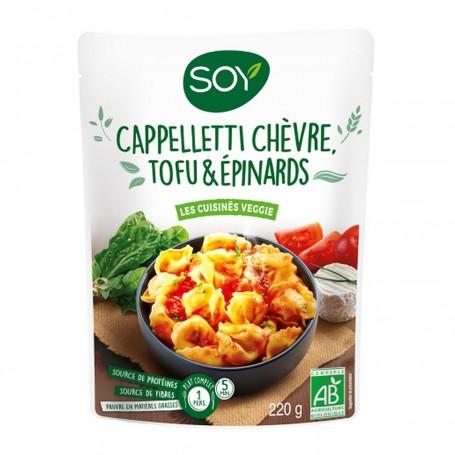 SOY
CAPPELLETTI CHÈVRE,
TOFU & ÉPINARDS
LES CUISINÉS VEGGIE
SOURCE DE PROTÉINES
SOURCE DE FIBRES
PAUVRE EN MATIÈRES GRASSES
PLAT COMPLET
1
PERS.
5
MIN.
220 g
CERTIFIÉ
AB
AGRICULTURE
BIOLOGIQUE